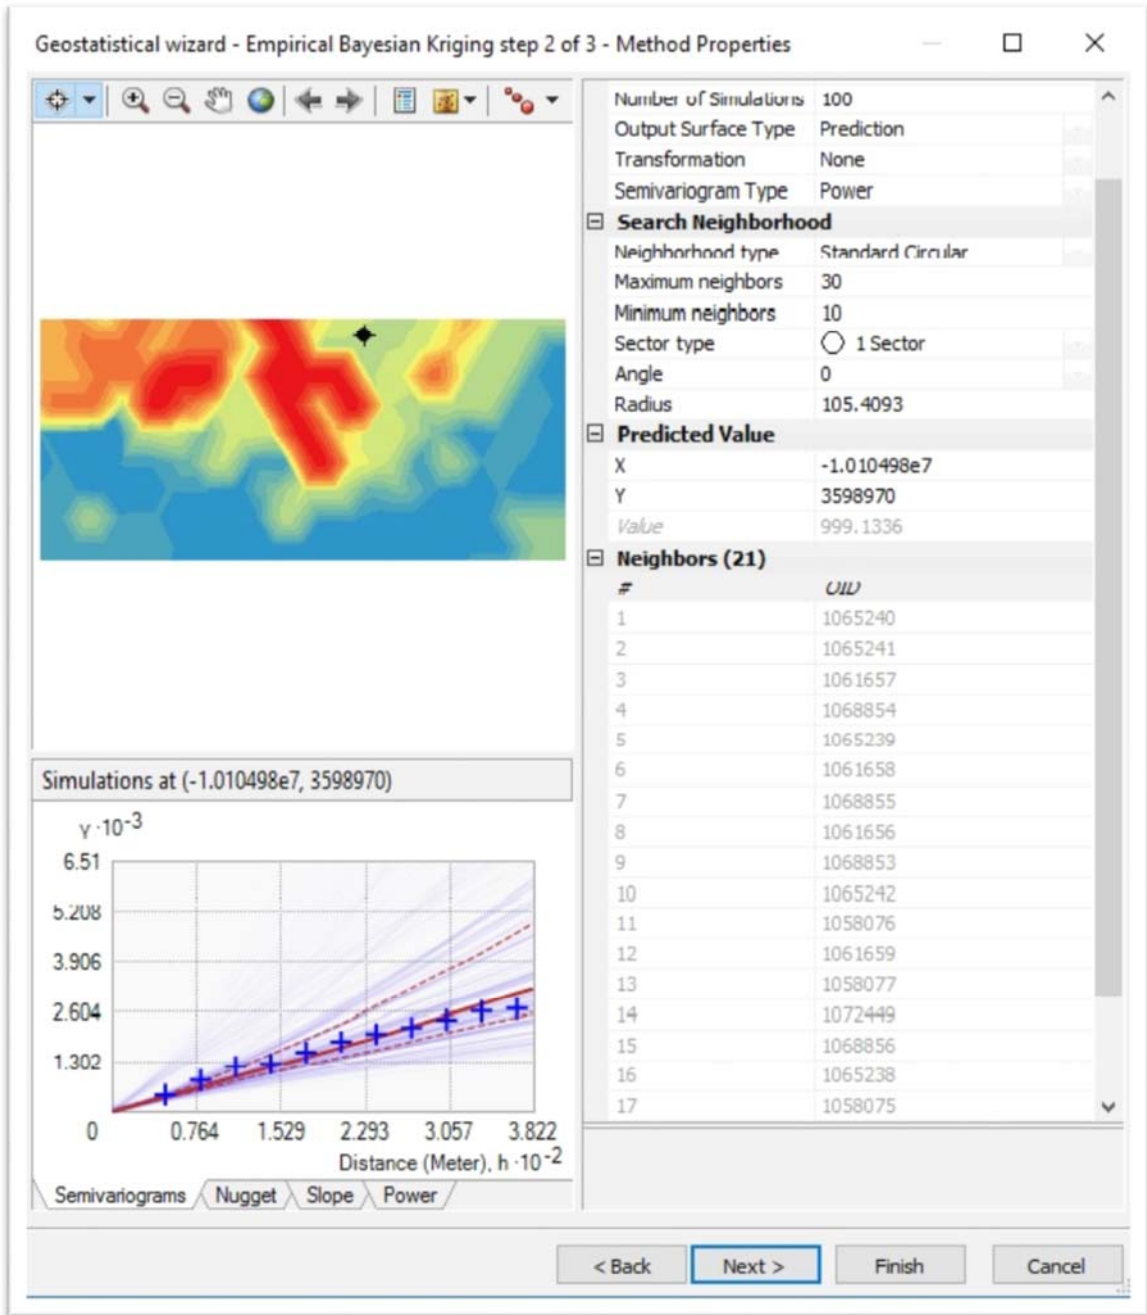 Geostatistical wizard - Empirical Bayesian Kriging step 2 of 3 - Method Properties
Number of Simulations 100
Output Surface Type Prediction
Transformation None
Semivariogram Type Power
Search Neighborhood
Neighborhood type Standard Circular
Maximum neighbors 30
Minimum neighbors 10
Sector type 1 Sector
Angle 0
Radius 105.4093
Predicted Value
X -1.010498e7
Y 3598970
Value 999.1336
Neighbors (21)
# OID
1 1065240
2 1065241
3 1061657
4 1068854
5 1065239
6 1061658
7 1068855
8 1061656
9 1068853
10 1065242
11 1058076
12 1061659
13 1058077
14 1072449
15 1068856
16 1065238
17 1058075
Simulations at (-1.010498e7, 3598970)
γ ·10-3
6.51
5.208
3.906
2.604
1.302
0 0.764 1.529 2.293 3.057 3.822
Distance (Meter), h ·10-2
Semivariograms Nugget Slope Power
< Back Next > Finish Cancel